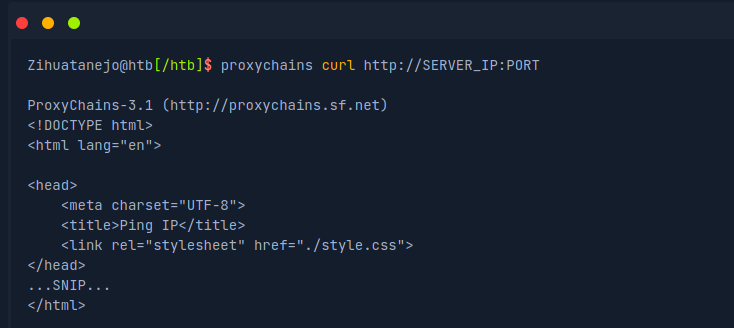 Zihuatanejo@htb[/htb]$ proxychains curl http://SERVER_IP:PORT
ProxyChains-3.1 (http://proxychains.sf.net)
<!DOCTYPE html>
<html lang="en">
<head>
    <meta charset="UTF-8">
    <title>Ping IP</title>
    <link rel="stylesheet" href="./style.css">
</head>
...SNIP...
</html>